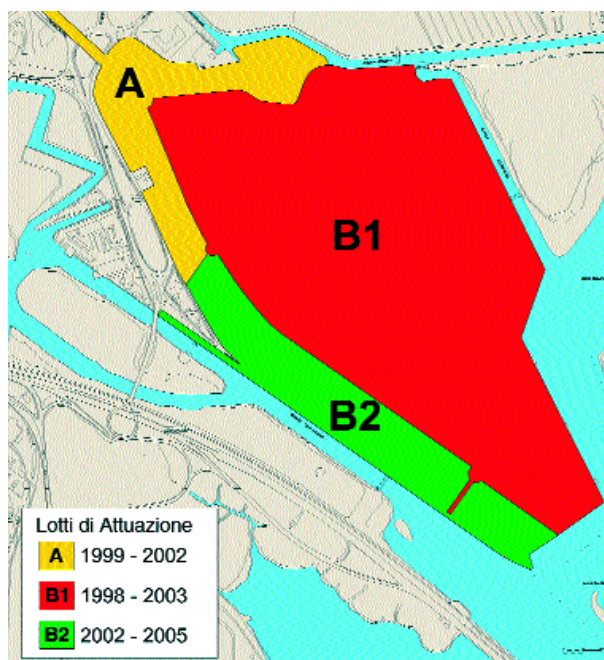 A
B1
B2
Lotti di Attuazione
A 1999 - 2002
B1 1998 - 2003
B2 2002 - 2005